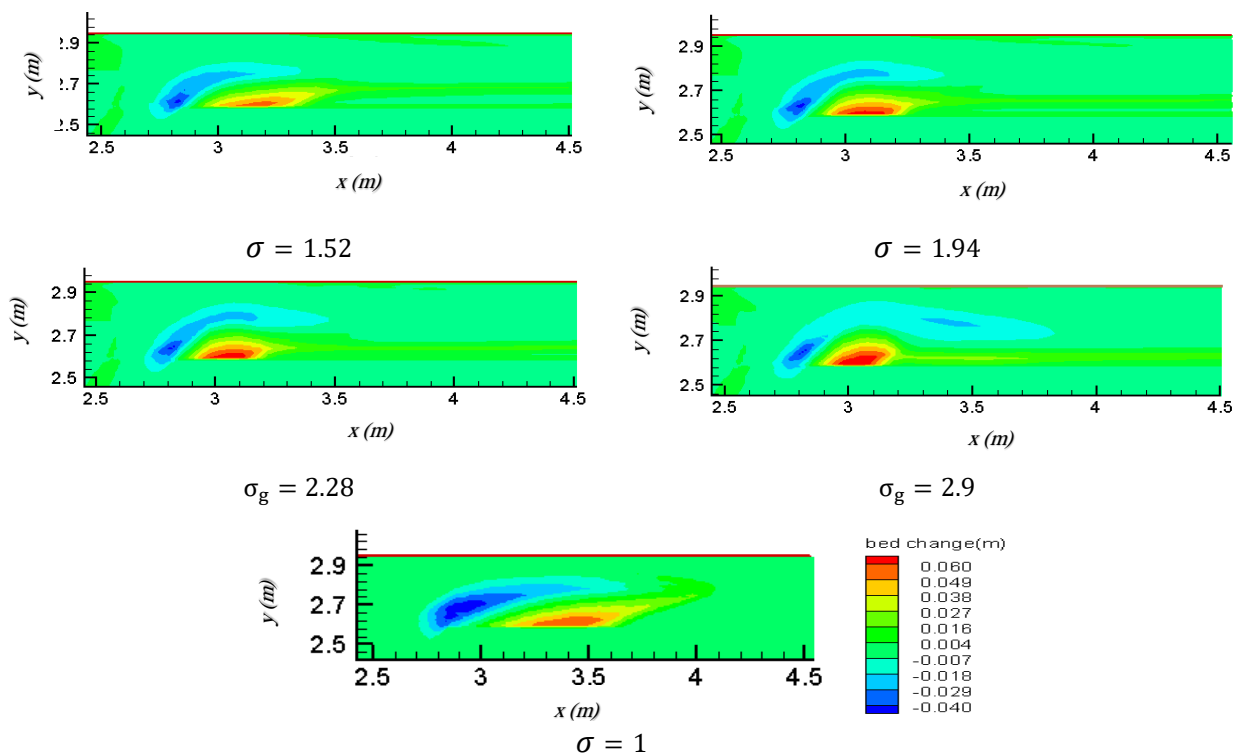 2.9
2.7
2.5
y (m)
2.5 3 3.5 4 4.5
x (m)
σ = 1.52
2.9
2.7
2.5
y (m)
2.5 3 3.5 4 4.5
x (m)
σ = 1.94
2.9
2.7
2.5
y (m)
2.5 3 3.5 4 4.5
x (m)
σg = 2.28
2.9
2.7
2.5
y (m)
2.5 3 3.5 4 4.5
x (m)
σg = 2.9
2.9
2.7
2.5
y (m)
2.5 3 3.5 4 4.5
x (m)
σ = 1
bed change(m)
0.060
0.049
0.038
0.027
0.016
0.004
-0.007
-0.018
-0.029
-0.040